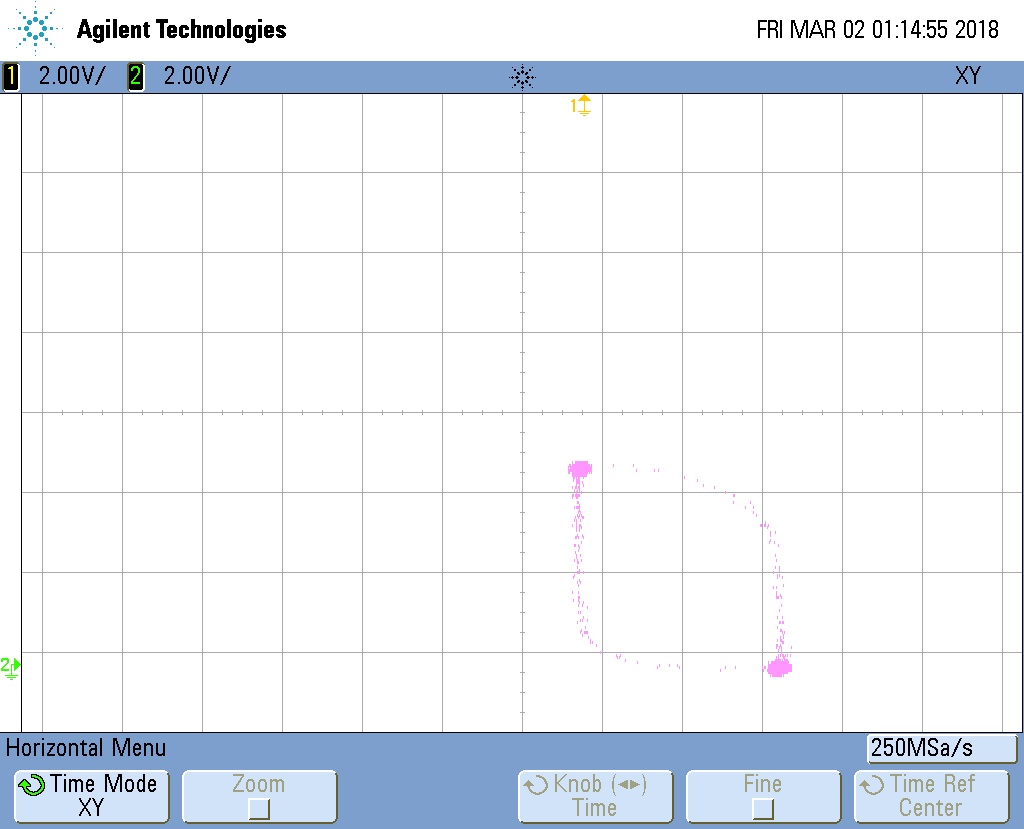 Agilent Technologies
FRI MAR 02 01:14:55 2018
1 2.00V/ 2 2.00V/ XY
1
2
Horizontal Menu
250MSa/s
Time Mode
XY
Zoom
Knob (◄►)
Time
Fine
Time Ref
Center